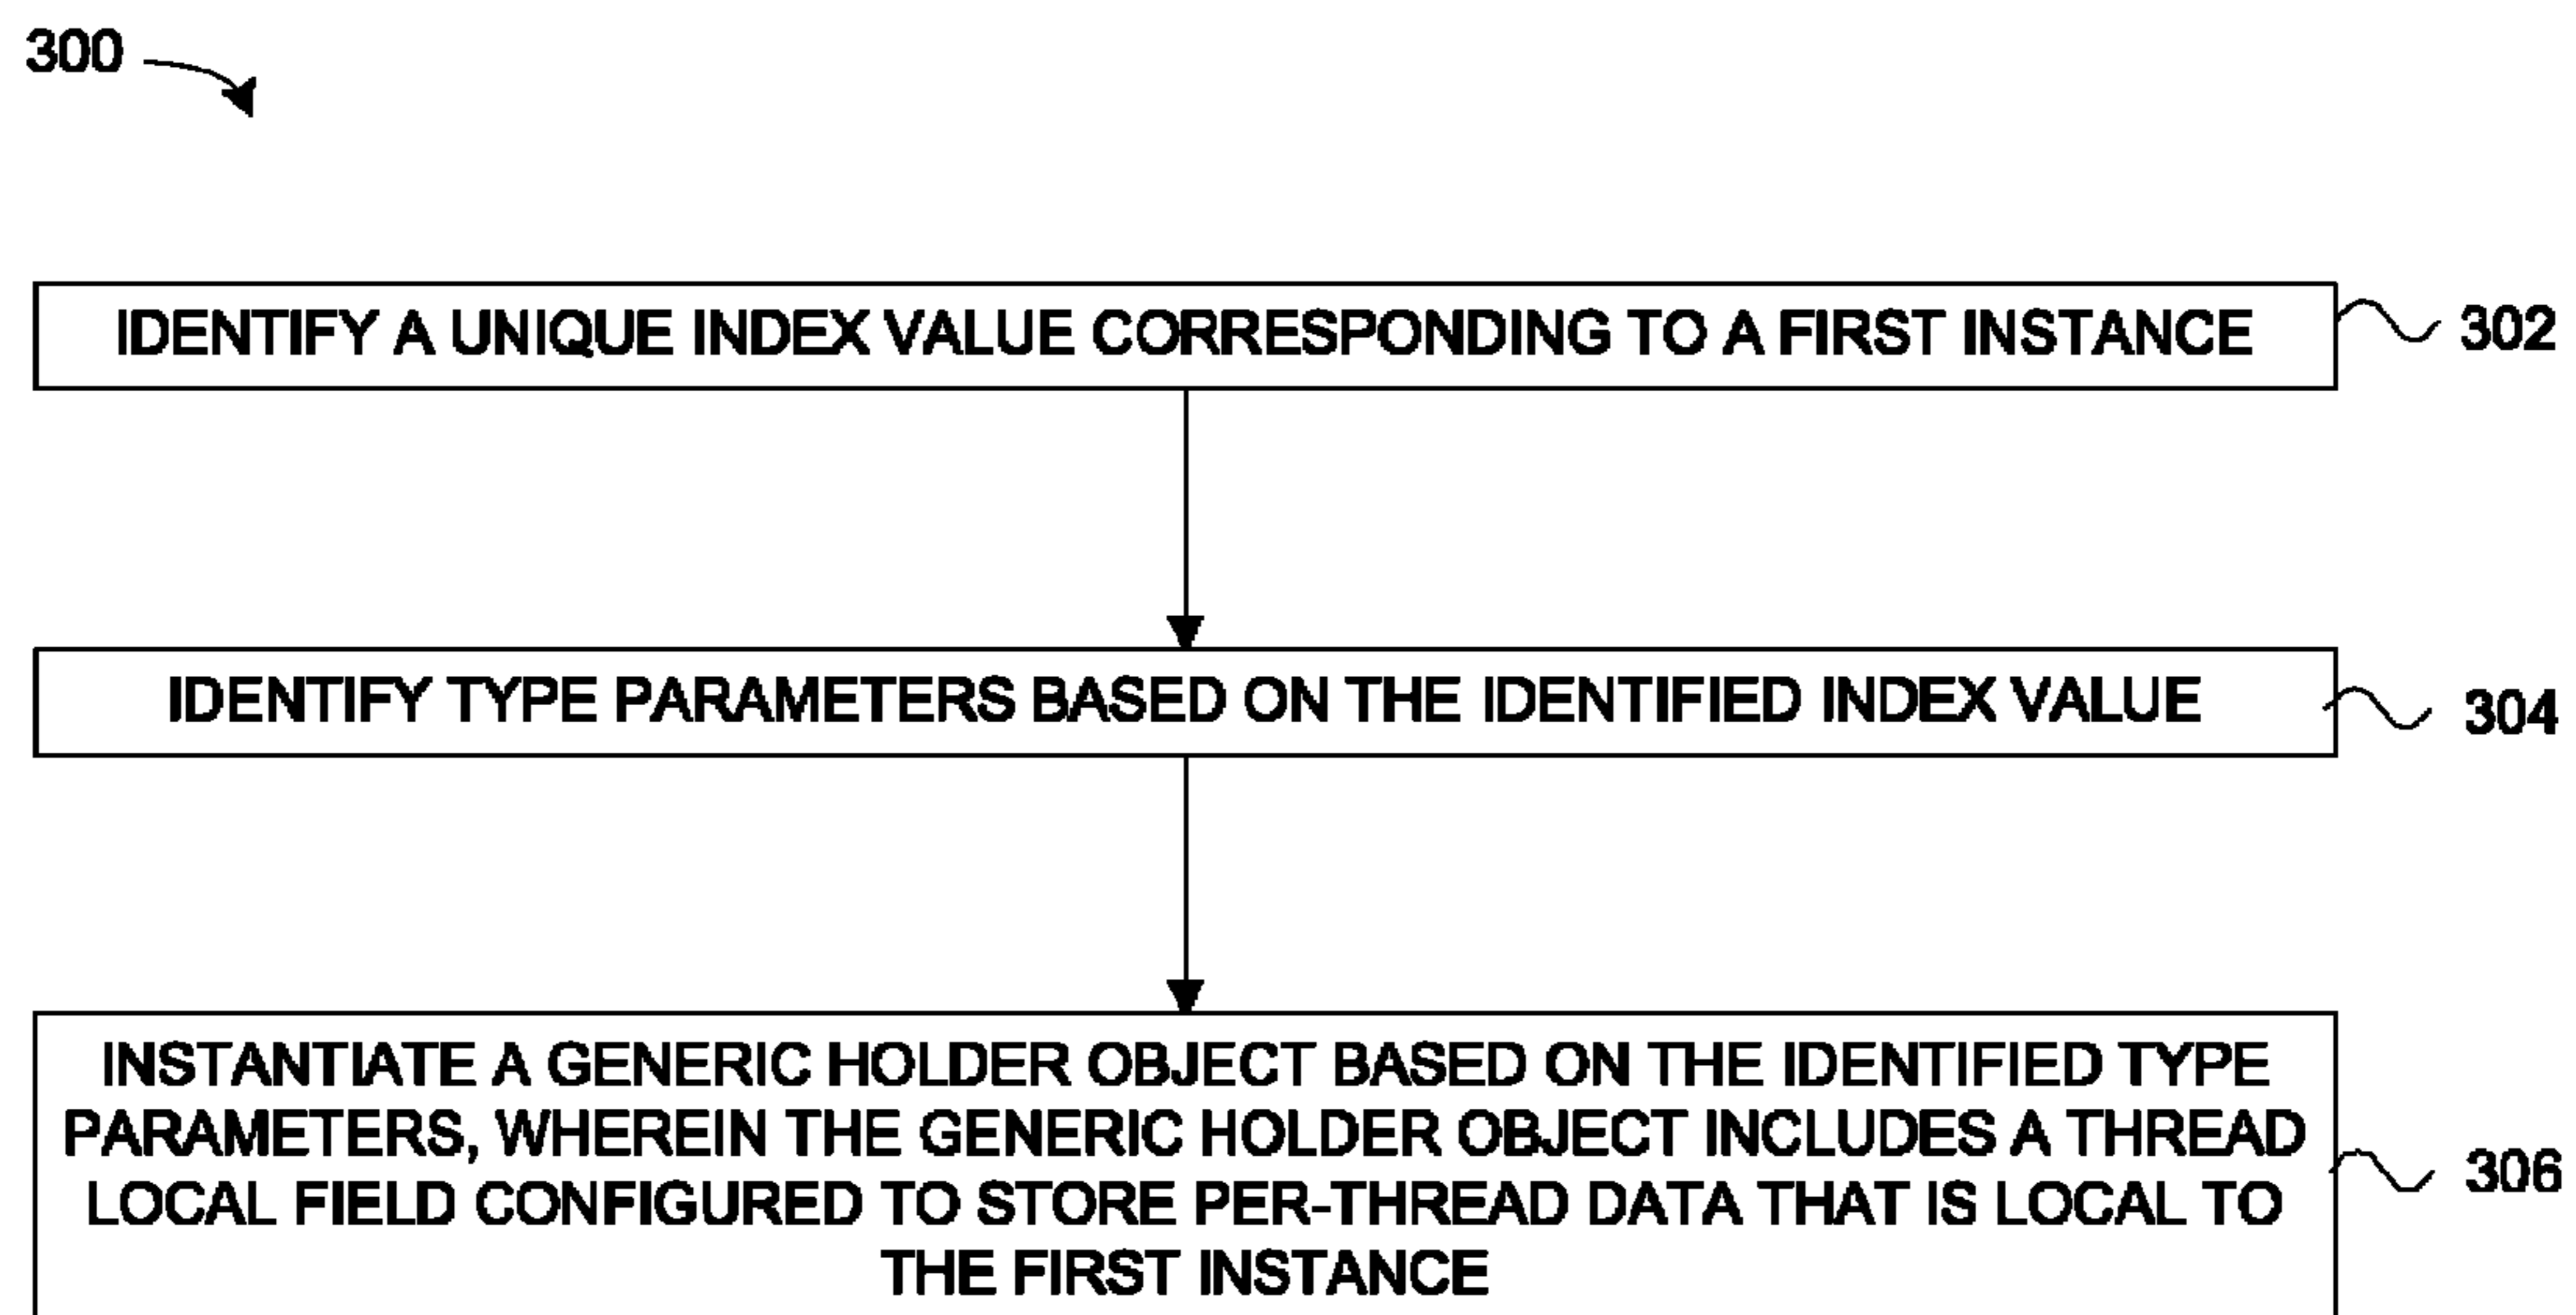 300
IDENTIFY A UNIQUE INDEX VALUE CORRESPONDING TO A FIRST INSTANCE
302
IDENTIFY TYPE PARAMETERS BASED ON THE IDENTIFIED INDEX VALUE
304
INSTANTIATE A GENERIC HOLDER OBJECT BASED ON THE IDENTIFIED TYPE
PARAMETERS, WHEREIN THE GENERIC HOLDER OBJECT INCLUDES A THREAD
LOCAL FIELD CONFIGURED TO STORE PER-THREAD DATA THAT IS LOCAL TO
THE FIRST INSTANCE
306